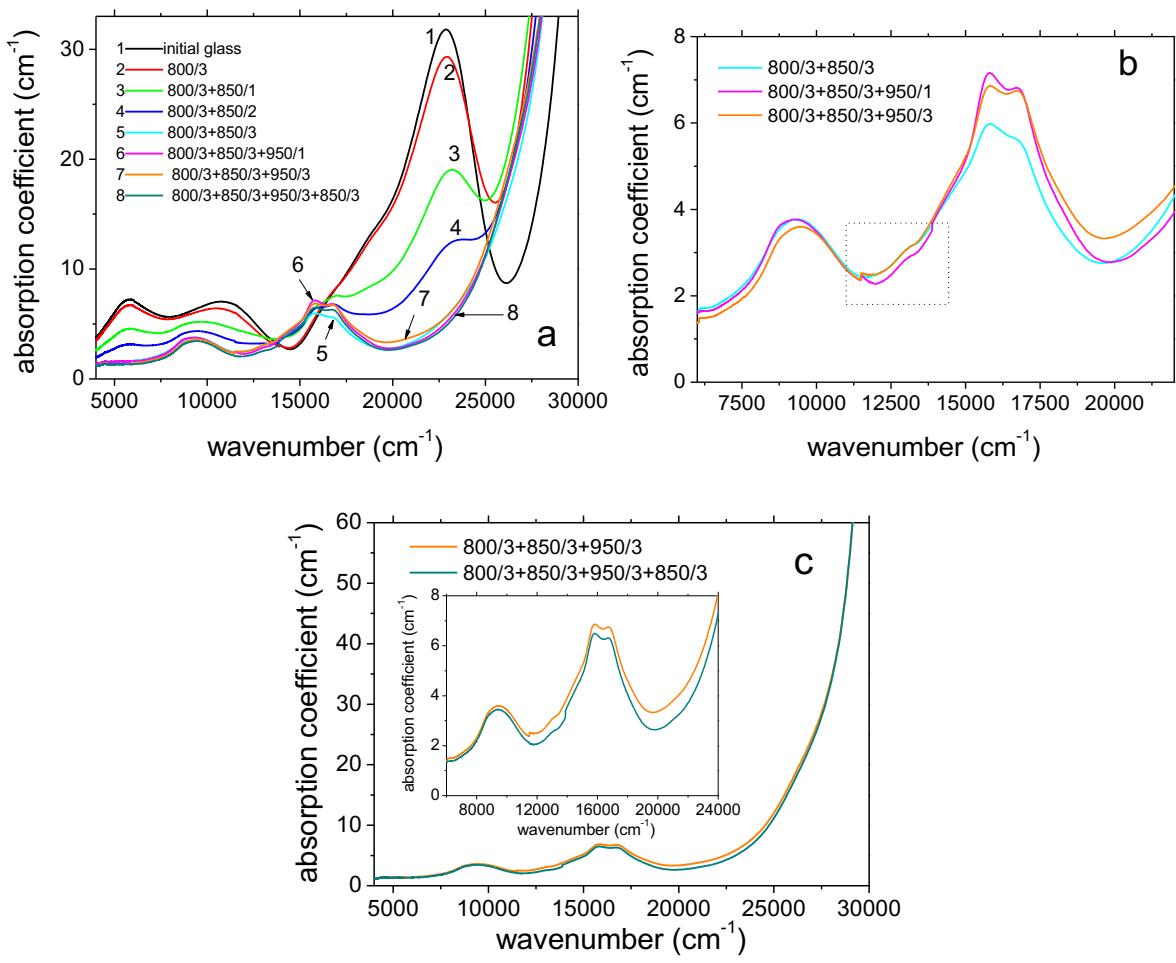 absorption coefficient (cm-1)
30
20
10
0
1 initial glass
2 800/3
3 800/3+850/1
4 800/3+850/2
5 800/3+850/3
6 800/3+850/3+950/1
7 800/3+850/3+950/3
8 800/3+850/3+950/3+850/3
1
2
3
4
6
7
5
8
a
5000 10000 15000 20000 25000 30000
wavenumber (cm-1)
absorption coefficient (cm-1)
8
6
4
2
0
800/3+850/3
800/3+850/3+950/1
800/3+850/3+950/3
b
7500 10000 12500 15000 17500 20000
wavenumber (cm-1)
absorption coefficient (cm-1)
60
50
40
30
20
10
0
800/3+850/3+950/3
800/3+850/3+950/3+850/3
c
absorption coefficient (cm-1)
8
6
4
2
0
8000 12000 16000 20000 24000
wavenumber (cm-1)
5000 10000 15000 20000 25000 30000
wavenumber (cm-1)